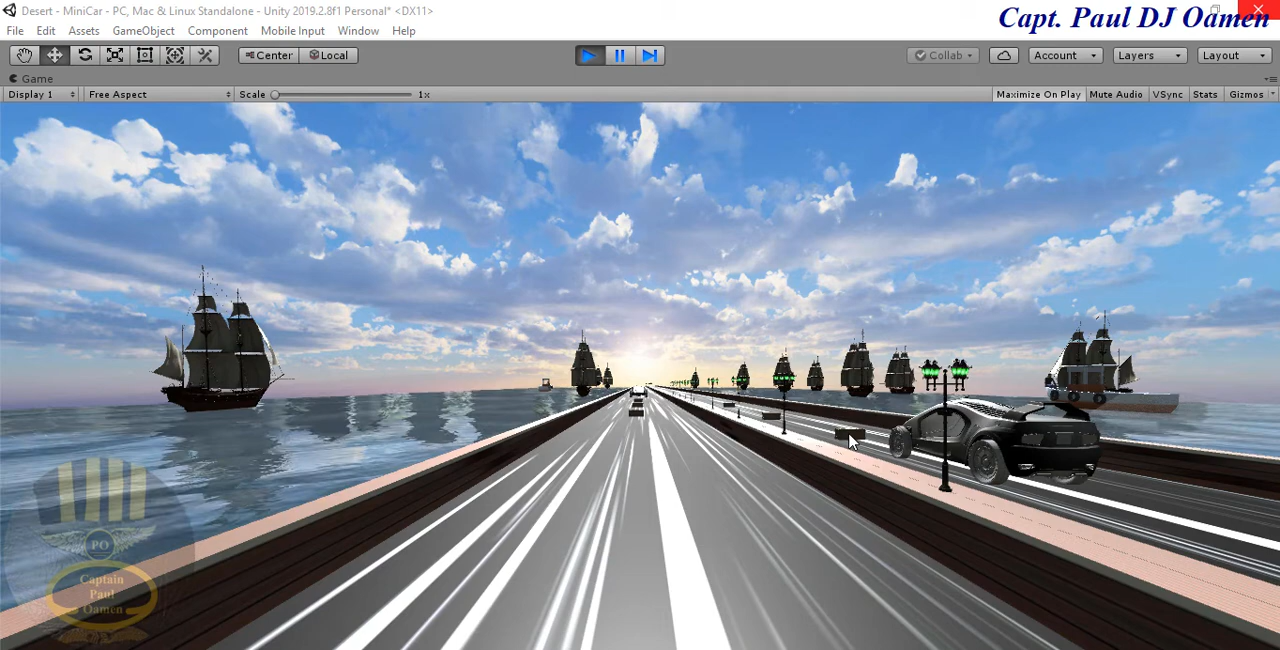 Desert - MiniCar - PC, Mac & Linux Standalone - Unity 2019.2.8f1 Personal* <DX11>
Capt. Paul DJ Oamen
File Edit Assets GameObject Component Mobile Input Window Help
Center Local Collab Account Layers Layout
Game
Display 1 Free Aspect Scale 1x Maximize On Play Mute Audio VSync Stats Gizmos
PO
Captain
Paul
Oamen